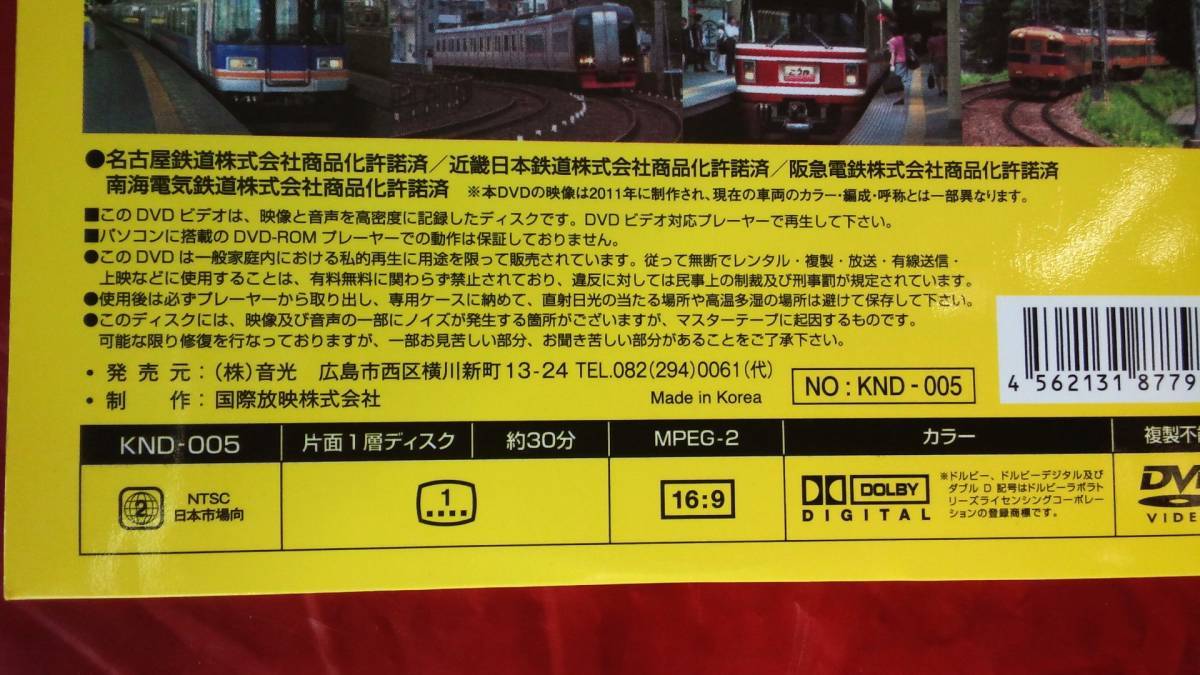 こうや
●名古屋鉄道株式会社商品化許諾済／近畿日本鉄道株式会社商品化許諾済／阪急電鉄株式会社商品化許諾済
南海電気鉄道株式会社商品化許諾済 ※本DVDの映像は2011年に制作され、現在の車両のカラー・編成・呼称とは一部異なります。
■このDVDビデオは、映像と音声を高密度に記録したディスクです。DVDビデオ対応プレーヤーで再生して下さい。
■パソコンに搭載のDVD-ROMプレーヤーでの動作は保証しておりません。
●このDVDは一般家庭内における私的再生に用途を限って販売されています。従って無断でレンタル・複製・放送・有線送信・
上映などに使用することは、有料無料に関わらず禁止されており、違反に対しては民事上の制裁及び刑事罰が規定されています。
●使用後は必ずプレーヤーから取り出し、専用ケースに納めて、直射日光の当たる場所や高温多湿の場所は避けて保存して下さい。
●このディスクには、映像及び音声の一部にノイズが発生する箇所がございますが、マスターテープに起因するものです。
可能な限り修復を行なっておりますが、一部お見苦しい部分、お聞き苦しい部分があることをご了承下さい。
・発売元：（株）音光 広島市西区横川新町13-24 TEL.082(294)0061(代)
・制作：国際放映株式会社
Made in Korea
NO：KND-005
4 562131 8779
KND-005 片面1層ディスク 約30分 MPEG-2 カラー 複製不能
2 NTSC
日本市場向
1
16:9
DOLBY
DIGITAL
※ドルビー、ドルビーデジタル及び
ダブルD記号はドルビーラボラト
リーズライセンシングコーポレー
ションの登録商標です。
DVD
VIDEO